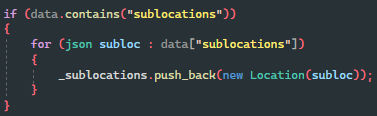 if (data.contains("sublocations"))
{
    for (json subloc : data["sublocations"])
    {
        _sublocations.push_back(new Location(subloc));
    }
}